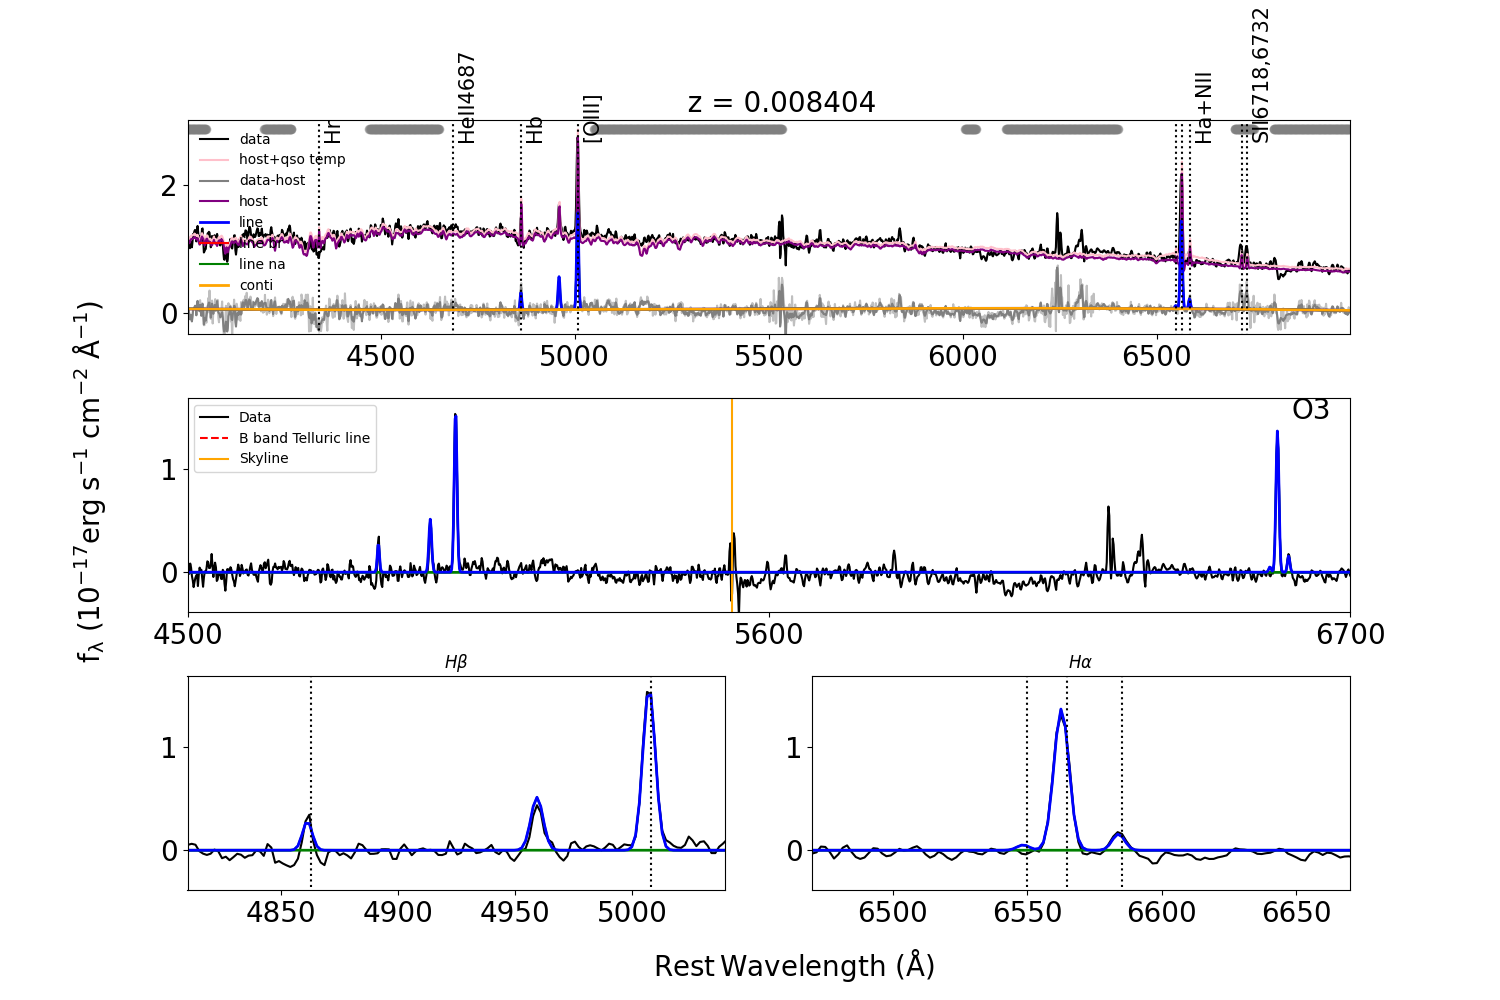 z = 0.008404
Hr
HeII4687
Hb
[OIII]
Ha+NII
SII6718,6732
data
host+qso temp
data-host
host
line
line br
line na
conti
2
0
4500 5000 5500 6000 6500
fλ (10⁻¹⁷erg s⁻¹ cm⁻² Å⁻¹)
O3
Data
B band Telluric line
Skyline
1
0
4500 5600 6700
Hβ
1
0
4850 4900 4950 5000
Hα
1
0
6500 6550 6600 6650
Rest Wavelength (Å)